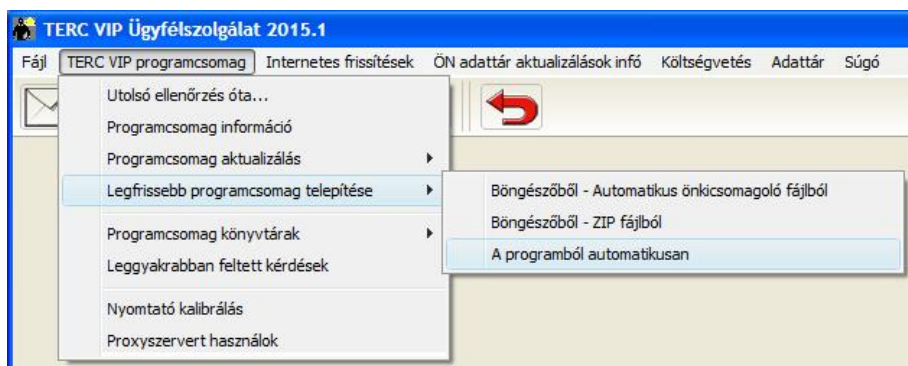 TERC VIP Ügyfélszolgálat 2015.1
Fájl TERC VIP programcsomag Internetes frissítések ÖN adattár aktualizálások infó Költségvetés Adattár Súgó
Utolsó ellenőrzés óta...
Programcsomag információ
Programcsomag aktualizálás
Legfrissebb programcsomag telepítése
Böngészőből - Automatikus önkicsomagoló fájlból
Böngészőből - ZIP fájlból
A programból automatikusan
Programcsomag könyvtárak
Leggyakrabban feltett kérdések
Nyomtató kalibrálás
Proxyszervert használok